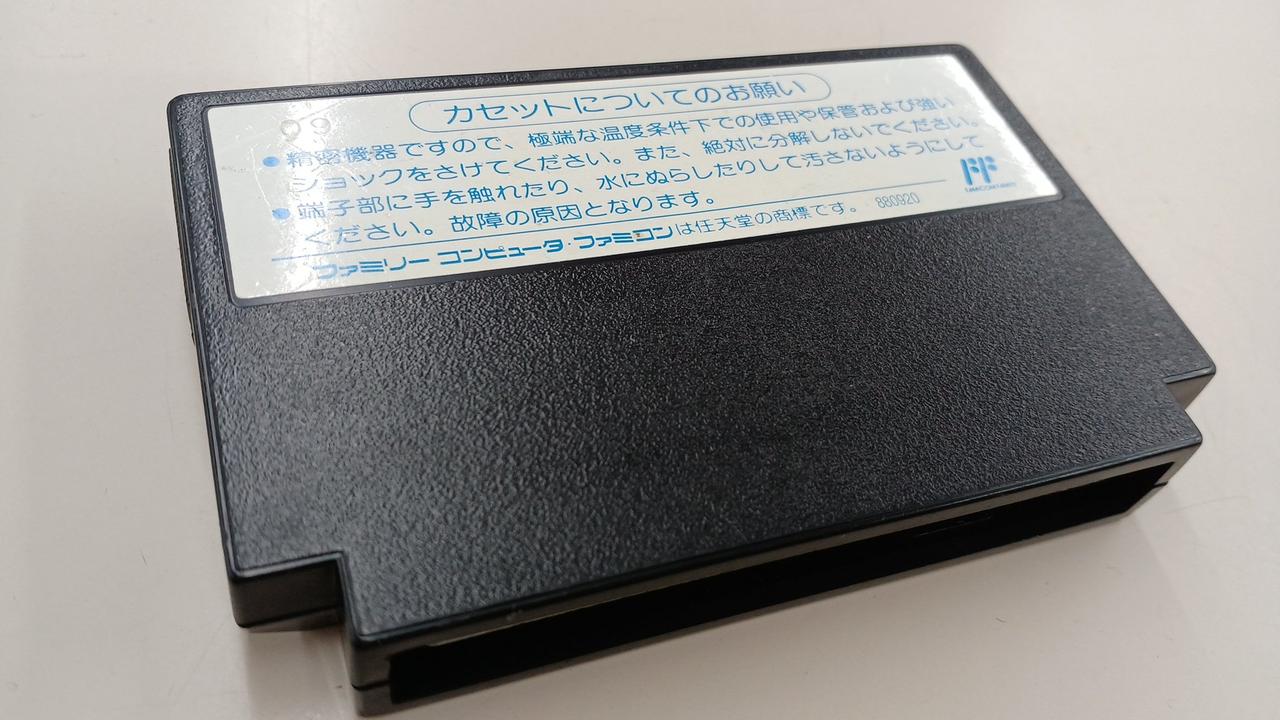 カセットについてのお願い
99
●精密機器ですので、極端な温度条件下での使用や保管および強い
ショックをさけてください。また、絶対に分解しないでください。
●端子部に手を触れたり、水にぬらしたりして汚さないようにして
ください。故障の原因となります。
FF
FAMICOM FAMILY
ファミリー コンピュータ・ファミコンは任天堂の商標です。 880920